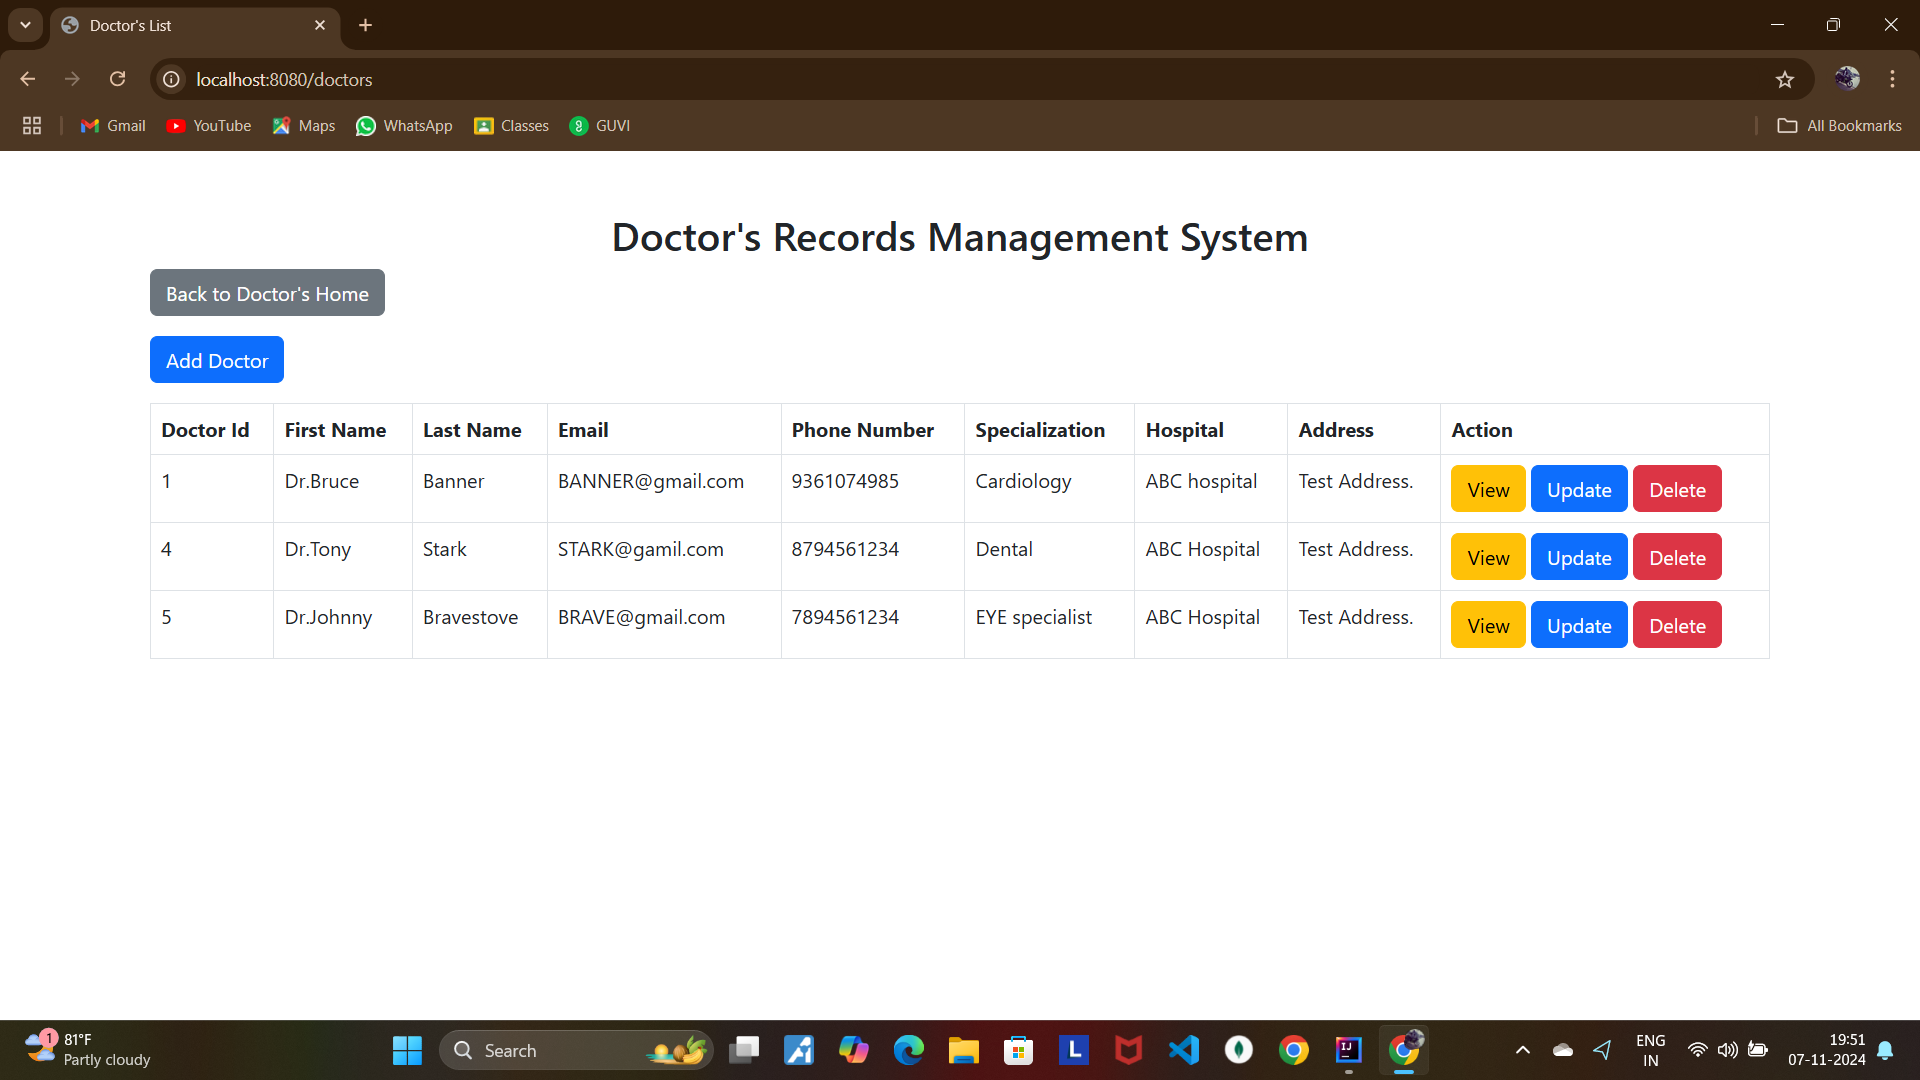 Doctor's List
localhost:8080/doctors
Gmail YouTube Maps WhatsApp Classes GUVI All Bookmarks
Doctor's Records Management System
Back to Doctor's Home
Add Doctor
Doctor Id First Name Last Name Email Phone Number Specialization Hospital Address Action
1 Dr.Bruce Banner BANNER@gmail.com 9361074985 Cardiology ABC hospital Test Address. View Update Delete
4 Dr.Tony Stark STARK@gamil.com 8794561234 Dental ABC Hospital Test Address. View Update Delete
5 Dr.Johnny Bravestove BRAVE@gmail.com 7894561234 EYE specialist ABC Hospital Test Address. View Update Delete
1 81°F
Partly cloudy
Search
L
IJ
ENG
IN
19:51
07-11-2024